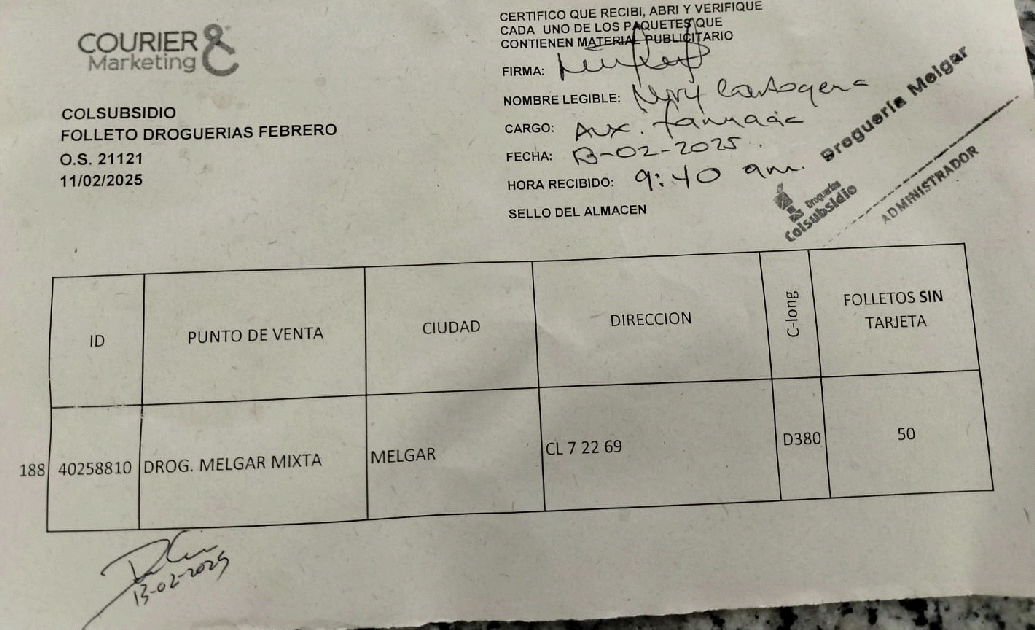 COURIER &
Marketing
COLSUBSIDIO
FOLLETO DROGUERIAS FEBRERO
O.S. 21121
11/02/2025
CERTIFICO QUE RECIBI, ABRI Y VERIFIQUE
CADA UNO DE LOS PAQUETES QUE
CONTIENEN MATERIAL PUBLICITARIO
FIRMA:
NOMBRE LEGIBLE: Cartagena
CARGO: Aux. farmacia
FECHA: 13-02-2025.
HORA RECIBIDO: 9:40 am.
SELLO DEL ALMACEN
Droguería Melgar
Droguerías
Colsubsidio
ADMINISTRADOR
ID PUNTO DE VENTA CIUDAD DIRECCION C-long FOLLETOS SIN
TARJETA
188 40258810 DROG. MELGAR MIXTA MELGAR CL 7 22 69 D380 50
13-02-2025